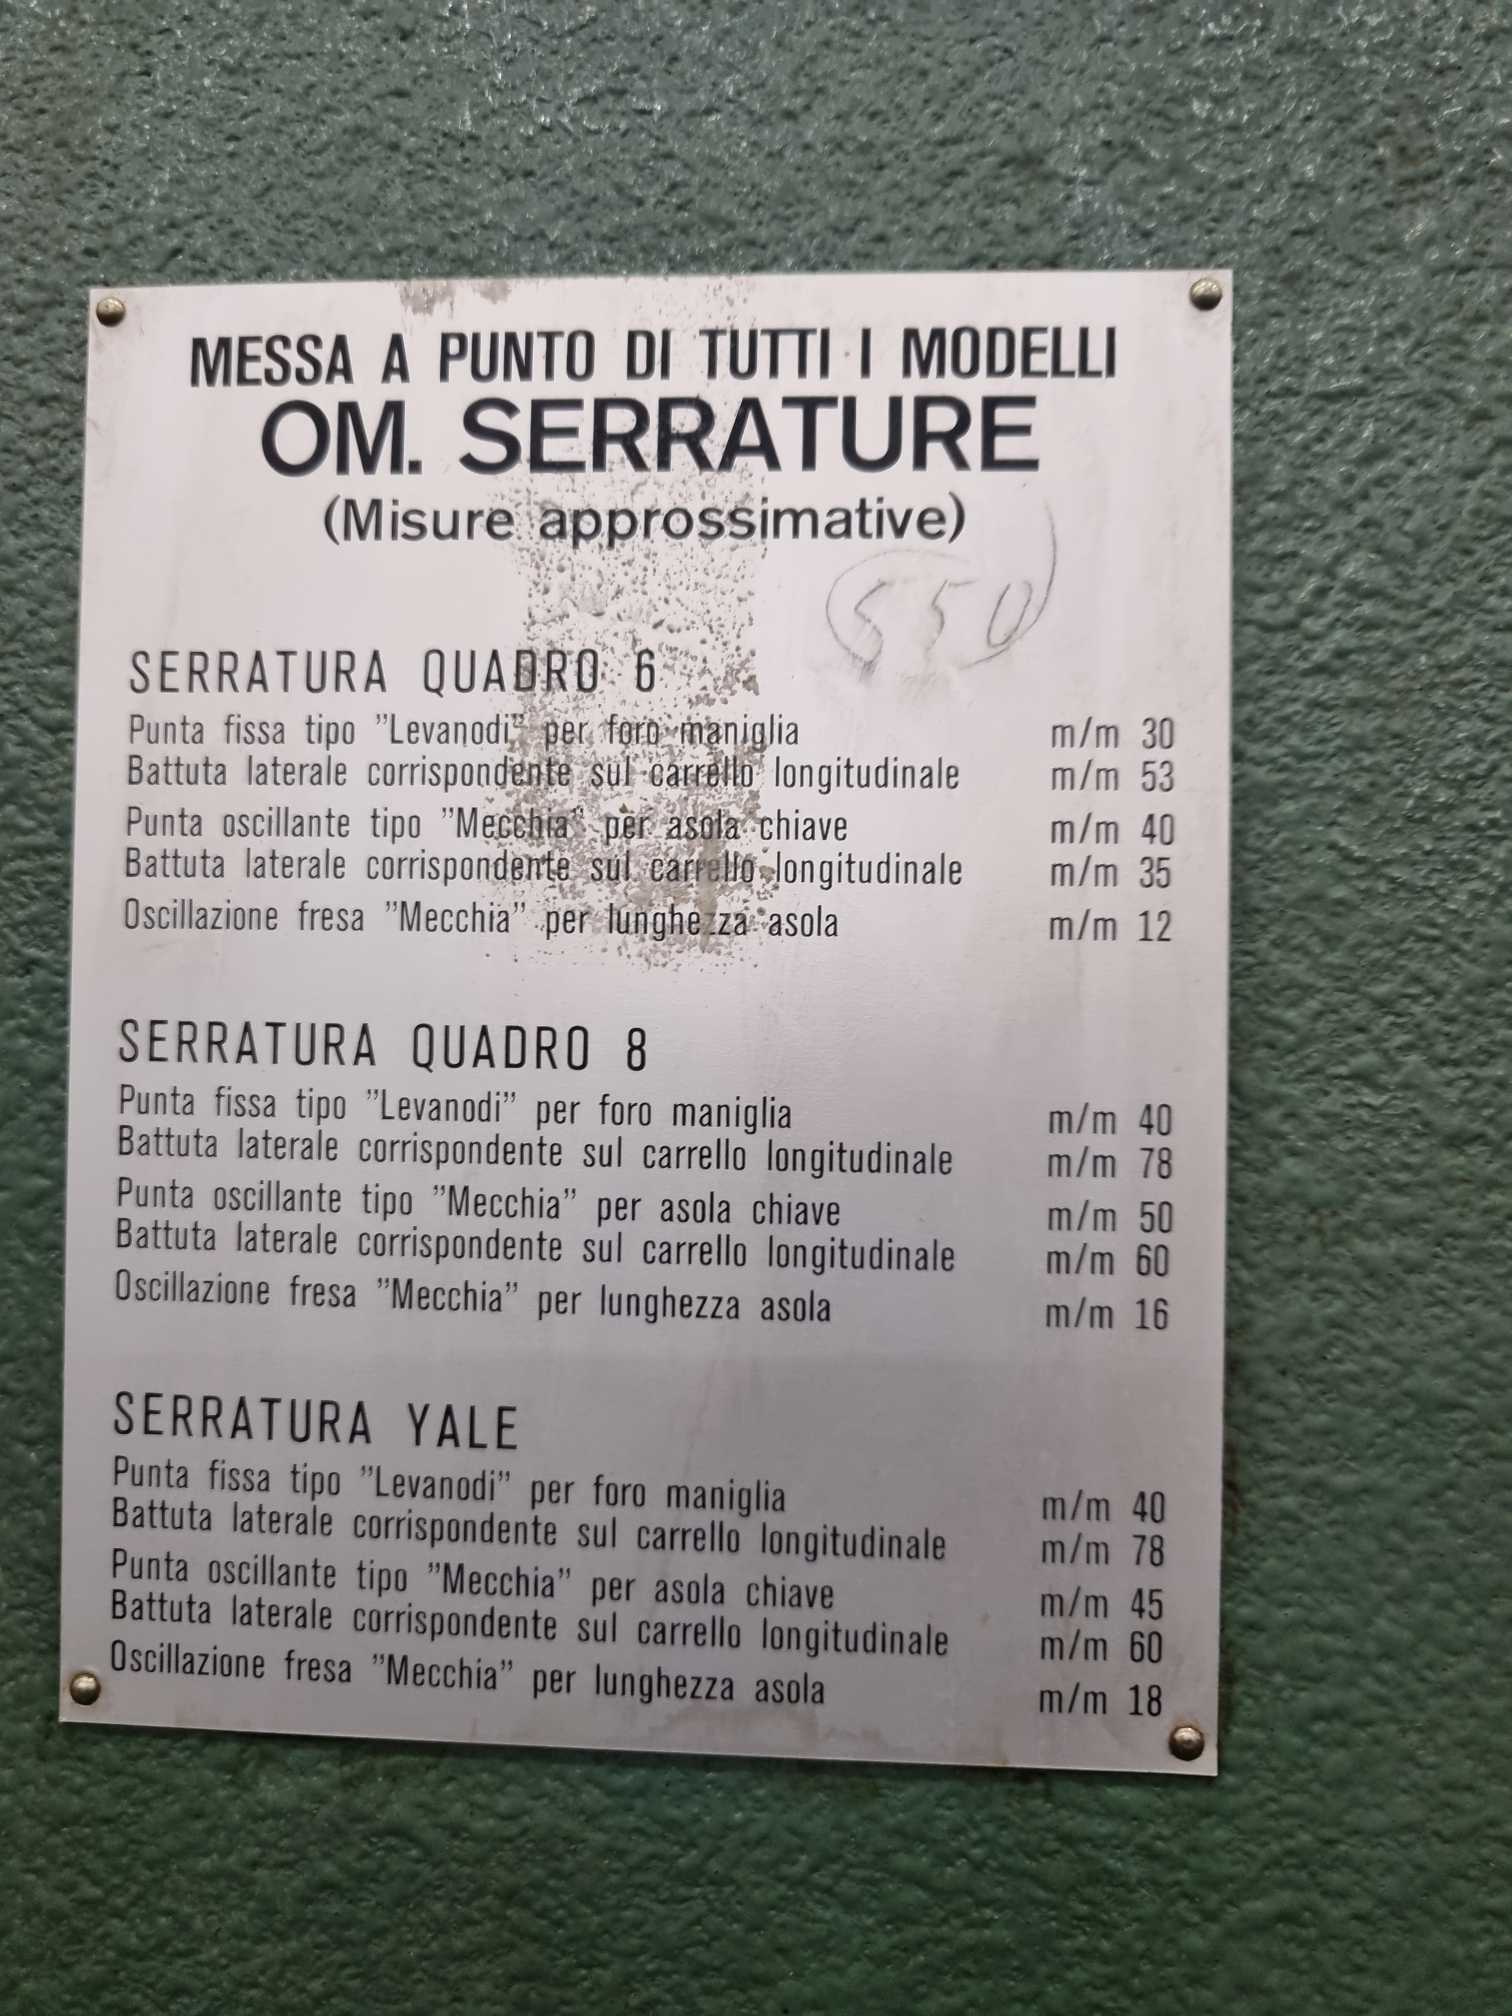 MESSA A PUNTO DI TUTTI I MODELLI
OM. SERRATURE
(Misure approssimative)
550
SERRATURA QUADRO 6
Punta fissa tipo "Levanodi" per foro maniglia m/m 30
Battuta laterale corrispondente sul carrello longitudinale m/m 53
Punta oscillante tipo "Mecchia" per asola chiave m/m 40
Battuta laterale corrispondente sul carrello longitudinale m/m 35
Oscillazione fresa "Mecchia" per lunghezza asola m/m 12
SERRATURA QUADRO 8
Punta fissa tipo "Levanodi" per foro maniglia m/m 40
Battuta laterale corrispondente sul carrello longitudinale m/m 78
Punta oscillante tipo "Mecchia" per asola chiave m/m 50
Battuta laterale corrispondente sul carrello longitudinale m/m 60
Oscillazione fresa "Mecchia" per lunghezza asola m/m 16
SERRATURA YALE
Punta fissa tipo "Levanodi" per foro maniglia m/m 40
Battuta laterale corrispondente sul carrello longitudinale m/m 78
Punta oscillante tipo "Mecchia" per asola chiave m/m 45
Battuta laterale corrispondente sul carrello longitudinale m/m 60
Oscillazione fresa "Mecchia" per lunghezza asola m/m 18